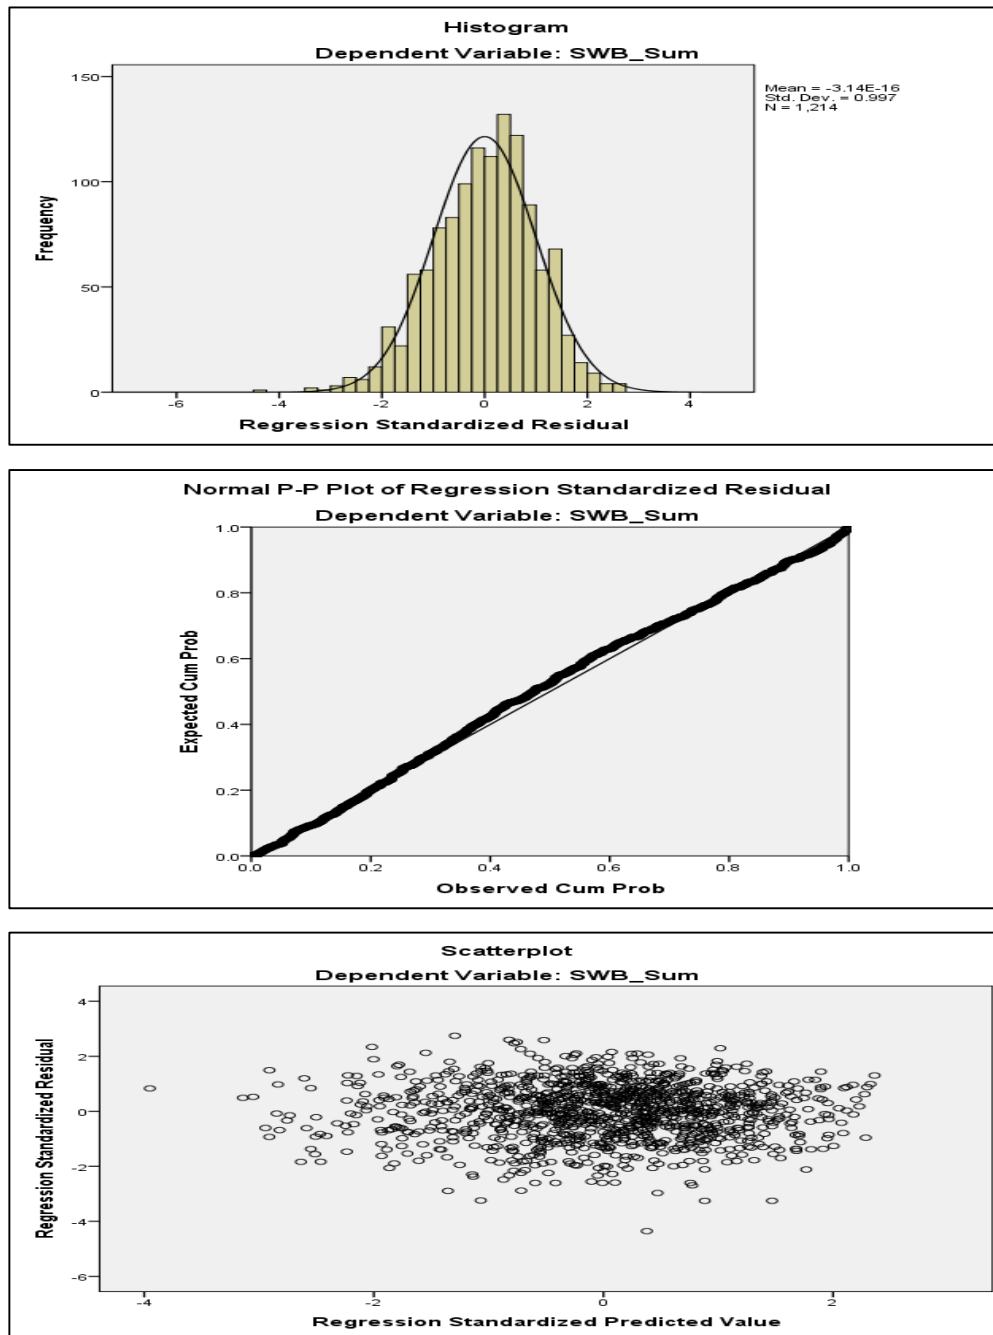 Histogram
Dependent Variable: SWB_Sum
Mean = -3.14E-16
Std. Dev. = 0.997
N = 1,214
150
100
50
0
Frequency
-6 -4 -2 0 2 4
Regression Standardized Residual
Normal P-P Plot of Regression Standardized Residual
Dependent Variable: SWB_Sum
1.0
0.8
0.6
0.4
0.2
0.0
Expected Cum Prob
0.0 0.2 0.4 0.6 0.8 1.0
Observed Cum Prob
Scatterplot
Dependent Variable: SWB_Sum
4
2
0
-2
-4
-6
Regression Standardized Residual
-4 -2 0 2
Regression Standardized Predicted Value